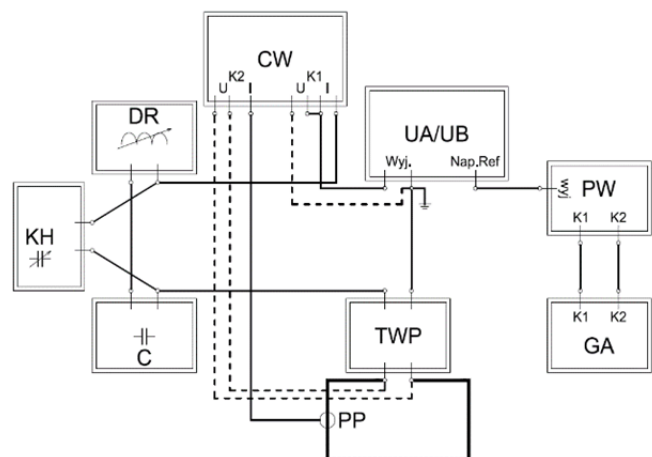 CW
U K2 I U K1 I
DR
UA/UB
Wyj. Nap.Ref
PW
Wyj.
K1 K2
KH
C
TWP
K1 K2
GA
PP